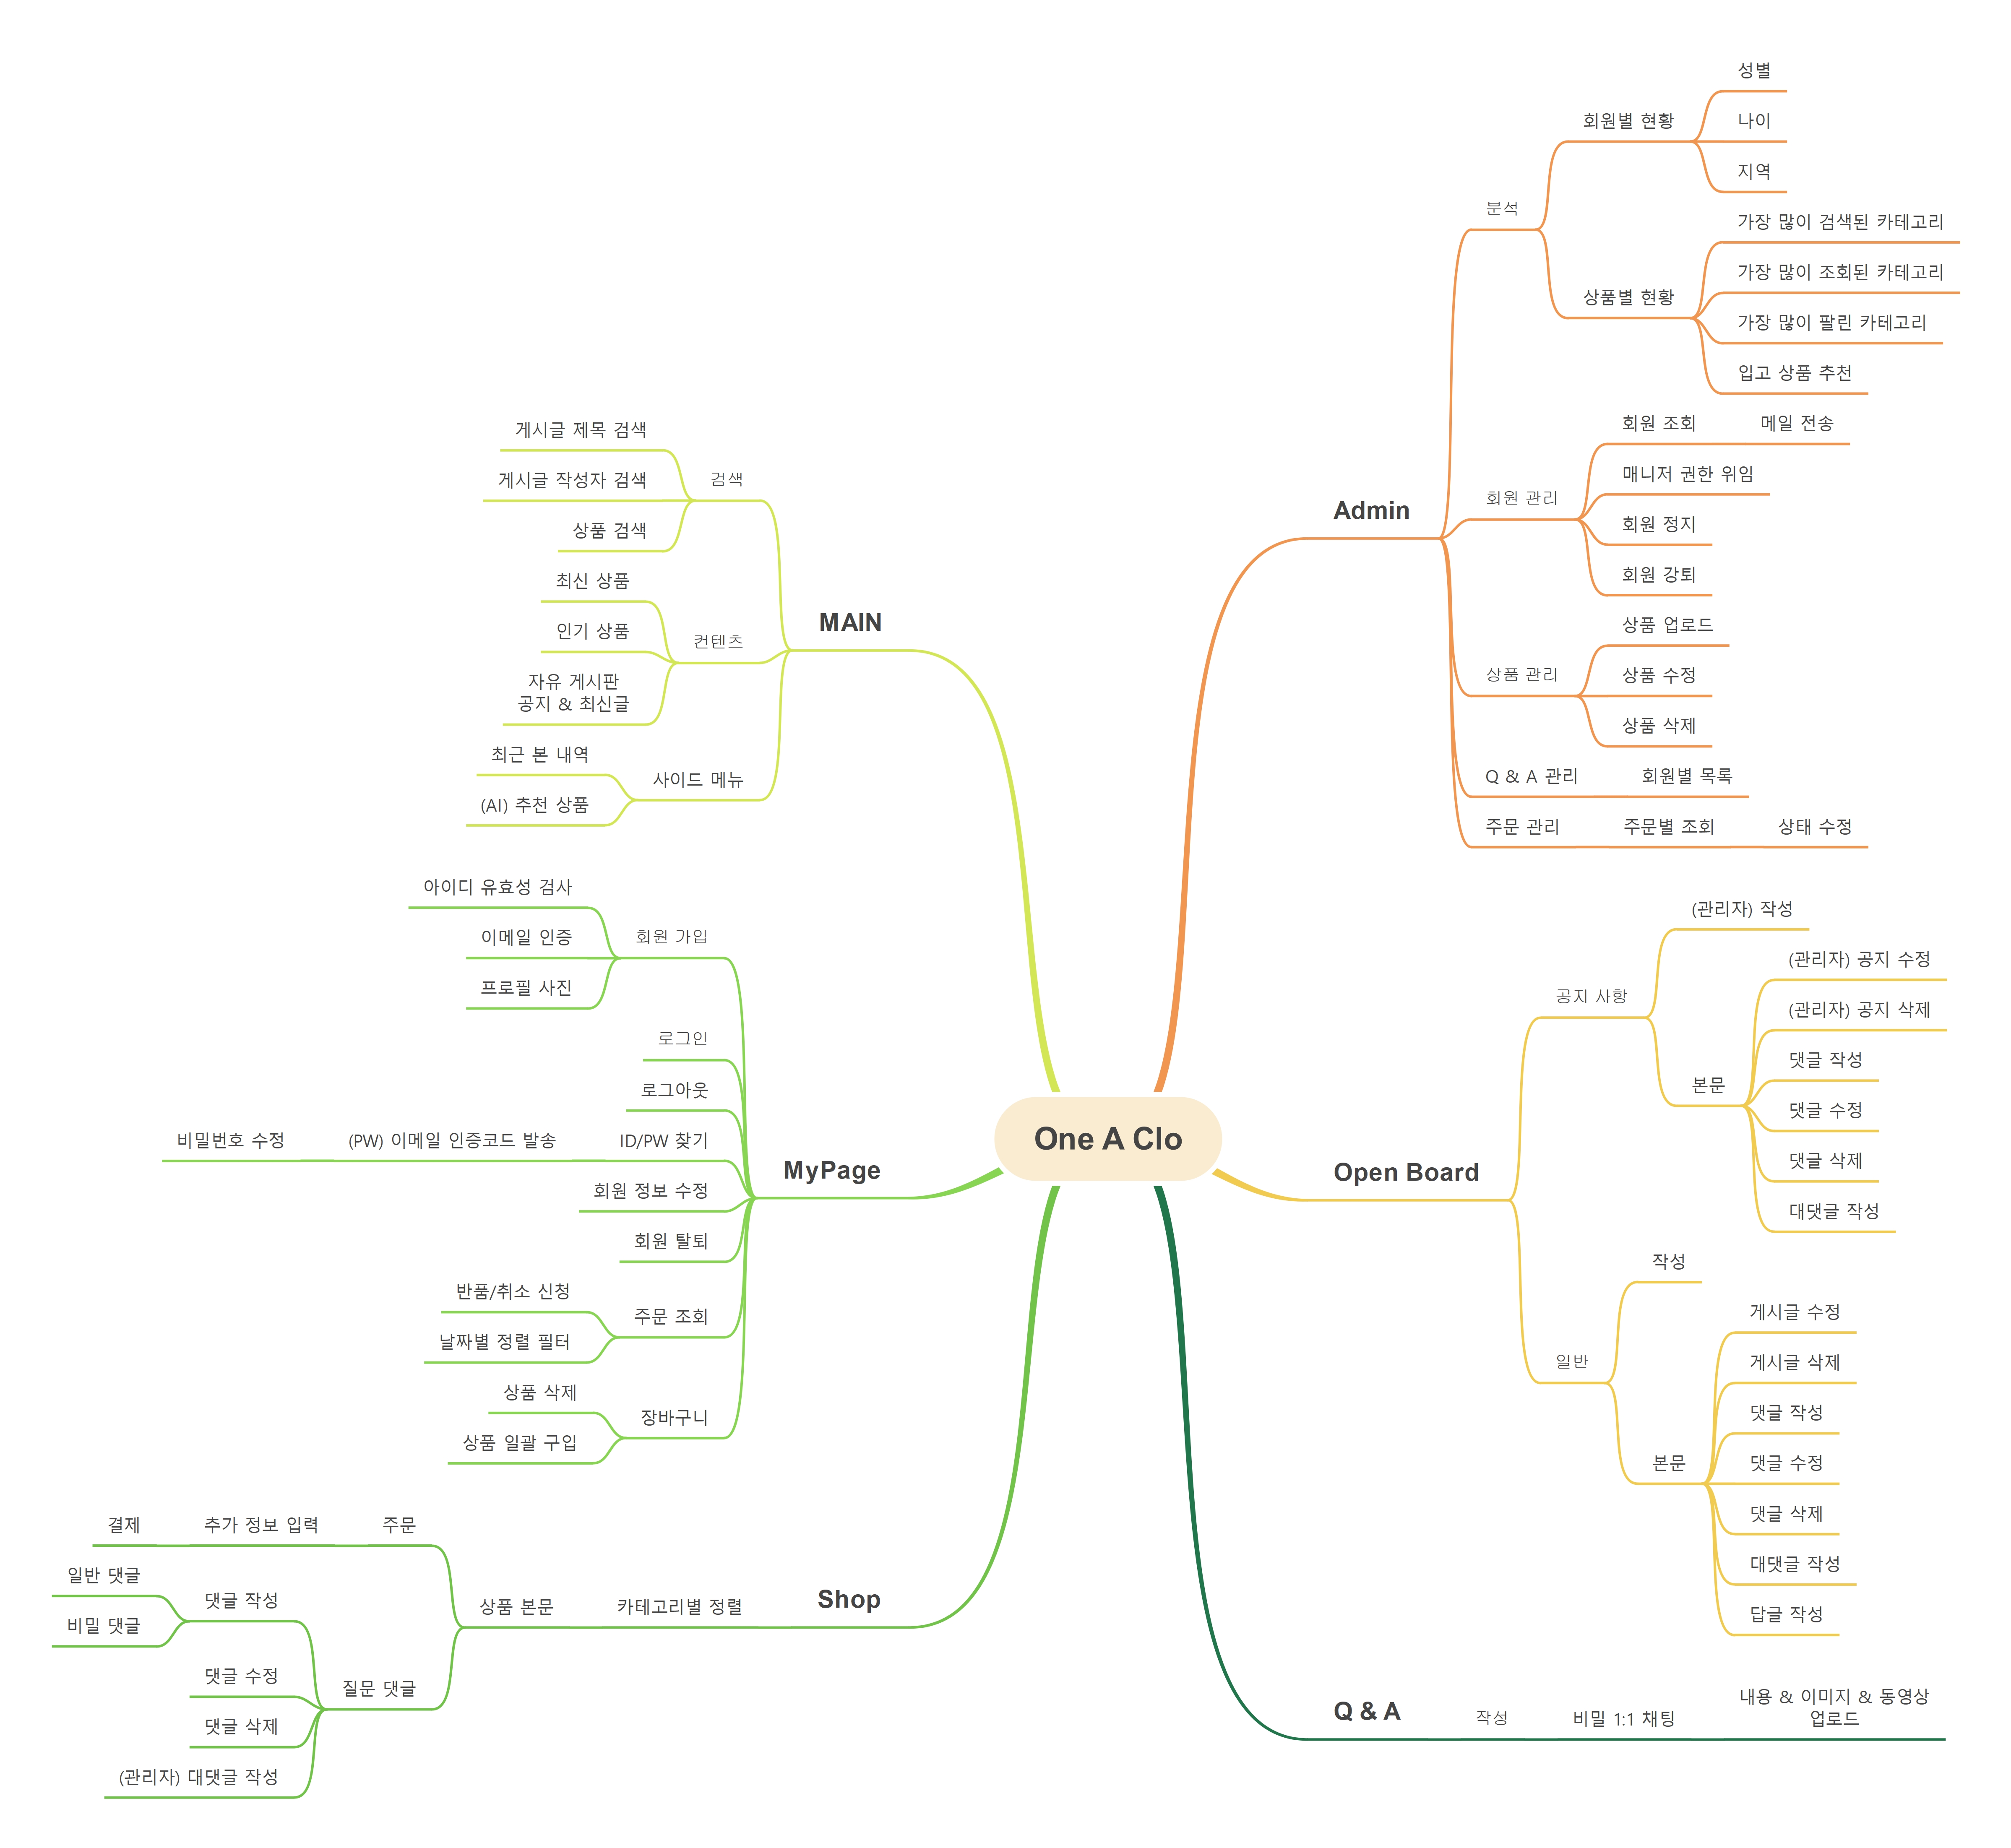 One A Clo
Admin
분석
회원별 현황
성별
나이
지역
상품별 현황
가장 많이 검색된 카테고리
가장 많이 조회된 카테고리
가장 많이 팔린 카테고리
입고 상품 추천
회원 관리
회원 조회
메일 전송
매니저 권한 위임
회원 정지
회원 강퇴
상품 관리
상품 업로드
상품 수정
상품 삭제
Q & A 관리
회원별 목록
주문 관리
주문별 조회
상태 수정
Open Board
공지 사항
(관리자) 작성
본문
(관리자) 공지 수정
(관리자) 공지 삭제
댓글 작성
댓글 수정
댓글 삭제
대댓글 작성
일반
작성
본문
게시글 수정
게시글 삭제
댓글 작성
댓글 수정
댓글 삭제
대댓글 작성
답글 작성
Q & A
작성
비밀 1:1 채팅
내용 & 이미지 & 동영상
업로드
MAIN
검색
게시글 제목 검색
게시글 작성자 검색
상품 검색
컨텐츠
최신 상품
인기 상품
자유 게시판
공지 & 최신글
사이드 메뉴
최근 본 내역
(AI) 추천 상품
MyPage
회원 가입
아이디 유효성 검사
이메일 인증
프로필 사진
로그인
로그아웃
ID/PW 찾기
(PW) 이메일 인증코드 발송
비밀번호 수정
회원 정보 수정
회원 탈퇴
주문 조회
반품/취소 신청
날짜별 정렬 필터
장바구니
상품 삭제
상품 일괄 구입
Shop
카테고리별 정렬
상품 본문
주문
추가 정보 입력
결제
질문 댓글
댓글 작성
일반 댓글
비밀 댓글
댓글 수정
댓글 삭제
(관리자) 대댓글 작성